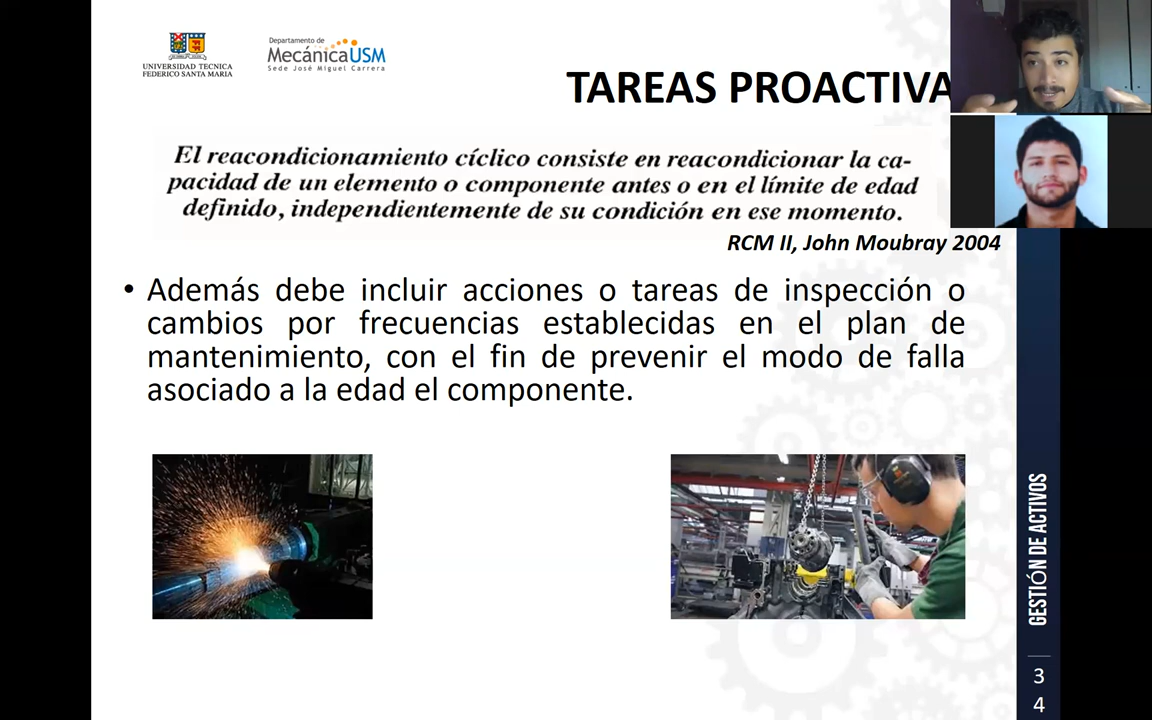 UNIVERSIDAD TECNICA
FEDERICO SANTA MARIA
Departamento de
MecánicaUSM
Sede José Miguel Carrera
TAREAS PROACTIVA
El reacondicionamiento cíclico consiste en reacondicionar la ca-
pacidad de un elemento o componente antes o en el límite de edad
definido, independientemente de su condición en ese momento.
RCM II, John Moubray 2004
• Además debe incluir acciones o tareas de inspección o
cambios por frecuencias establecidas en el plan de
mantenimiento, con el fin de prevenir el modo de falla
asociado a la edad el componente.
GESTIÓN DE ACTIVOS
3
4